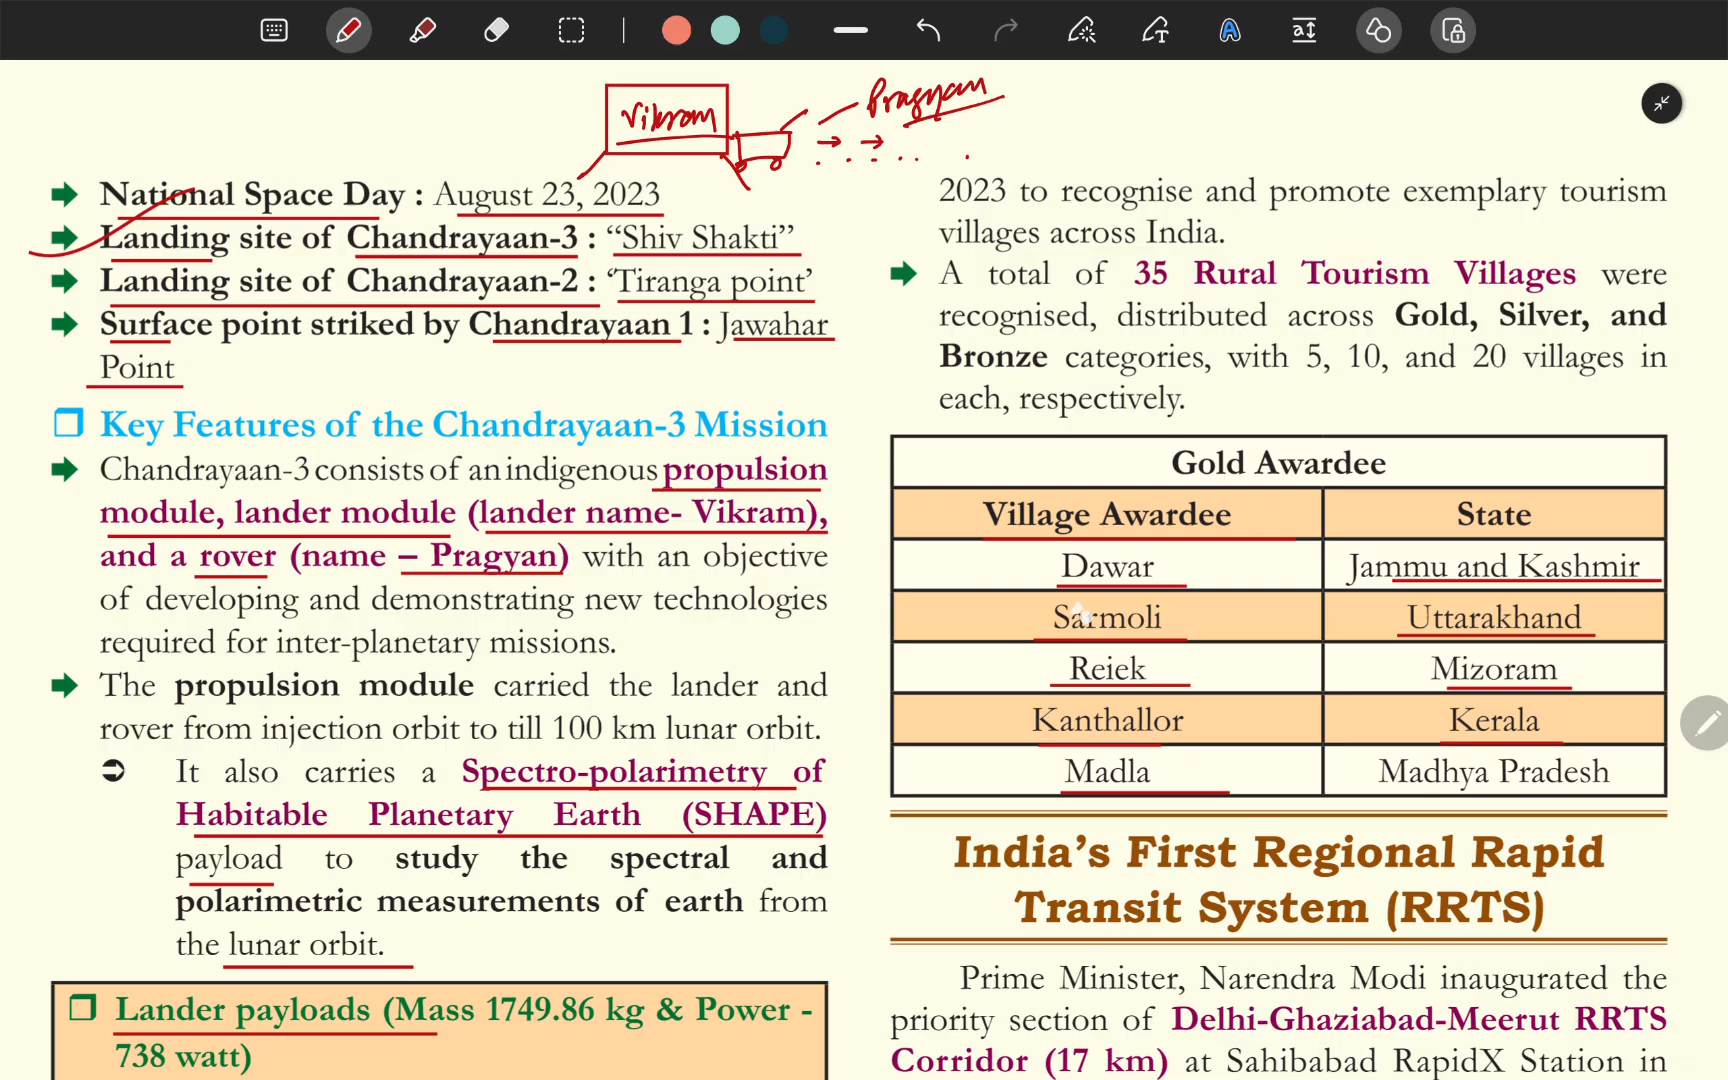 Vikram
Pragyan
National Space Day : August 23, 2023
Landing site of Chandrayaan-3 : “Shiv Shakti”
Landing site of Chandrayaan-2 : ‘Tiranga point’
Surface point striked by Chandrayaan 1 : Jawahar
Point
Key Features of the Chandrayaan-3 Mission
Chandrayaan-3 consists of an indigenous propulsion
module, lander module (lander name- Vikram),
and a rover (name – Pragyan) with an objective
of developing and demonstrating new technologies
required for inter-planetary missions.
The propulsion module carried the lander and
rover from injection orbit to till 100 km lunar orbit.
It also carries a Spectro-polarimetry of
Habitable Planetary Earth (SHAPE)
payload to study the spectral and
polarimetric measurements of earth from
the lunar orbit.
Lander payloads (Mass 1749.86 kg & Power -
738 watt)
2023 to recognise and promote exemplary tourism
villages across India.
A total of 35 Rural Tourism Villages were
recognised, distributed across Gold, Silver, and
Bronze categories, with 5, 10, and 20 villages in
each, respectively.
Gold Awardee
Village Awardee State
Dawar Jammu and Kashmir
Sarmoli Uttarakhand
Reiek Mizoram
Kanthallor Kerala
Madla Madhya Pradesh
India’s First Regional Rapid
Transit System (RRTS)
Prime Minister, Narendra Modi inaugurated the
priority section of Delhi-Ghaziabad-Meerut RRTS
Corridor (17 km) at Sahibabad RapidX Station in